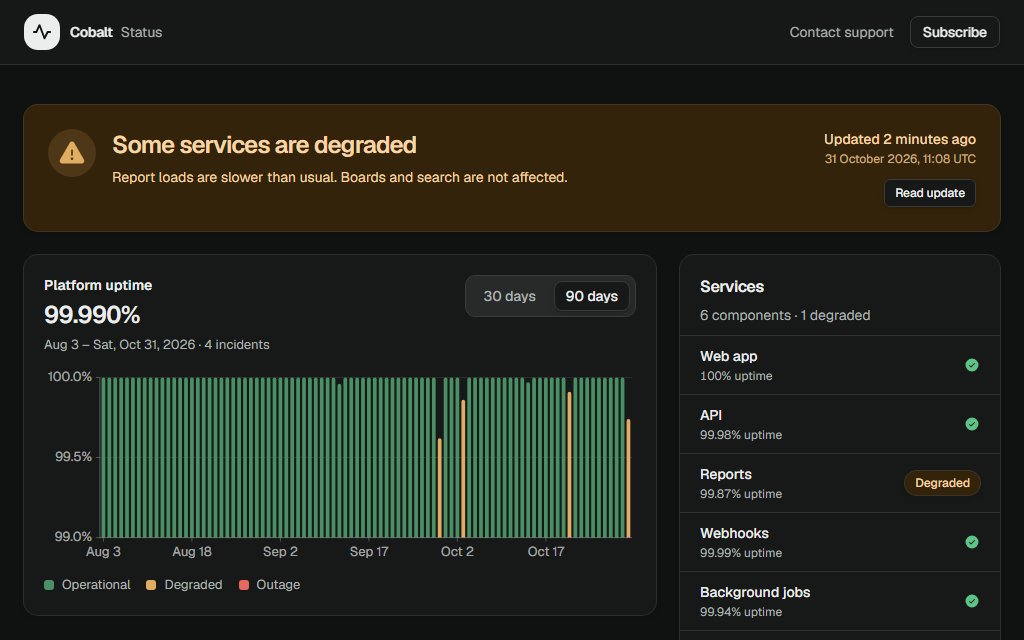 Cobalt Status
Contact support
Subscribe
Some services are degraded
Report loads are slower than usual. Boards and search are not affected.
Updated 2 minutes ago
31 October 2026, 11:08 UTC
Read update
Platform uptime
99.990%
Aug 3 – Sat, Oct 31, 2026 · 4 incidents
30 days
90 days
100.0%
99.5%
99.0%
Aug 3 Aug 18 Sep 2 Sep 17 Oct 2 Oct 17
Operational Degraded Outage
Services
6 components · 1 degraded
Web app
100% uptime
API
99.98% uptime
Reports
99.87% uptime
Degraded
Webhooks
99.99% uptime
Background jobs
99.94% uptime